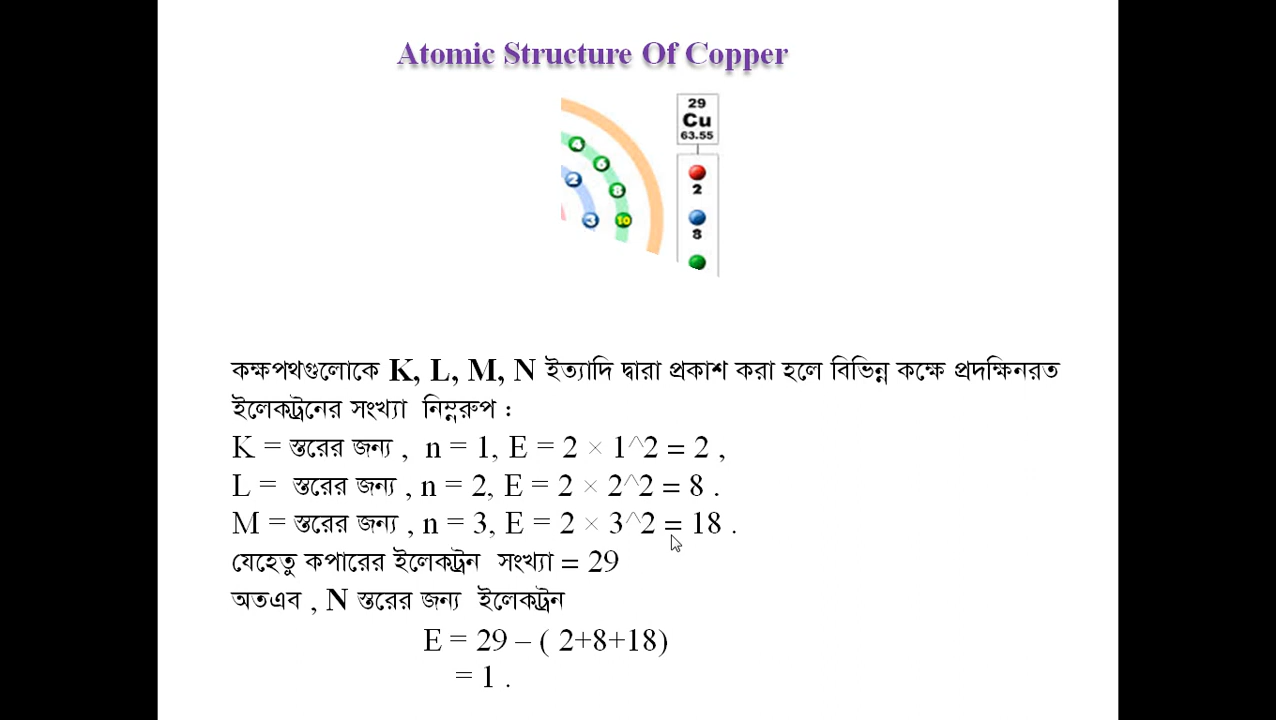 Atomic Structure Of Copper
29
Cu
63.55
4
6
2
8
3
10
2
8
কক্ষপথগুলোকে K, L, M, N ইত্যাদি দ্বারা প্রকাশ করা হলে বিভিন্ন কক্ষে প্রদক্ষিনরত
ইলেকট্রনের সংখ্যা নিম্নরুপ :
K = স্তরের জন্য , n = 1, E = 2 × 1^2 = 2 ,
L = স্তরের জন্য , n = 2, E = 2 × 2^2 = 8 .
M = স্তরের জন্য , n = 3, E = 2 × 3^2 = 18 .
যেহেতু কপারের ইলেকট্রন সংখ্যা = 29
অতএব , N স্তরের জন্য ইলেকট্রন
E = 29 – ( 2+8+18)
= 1 .